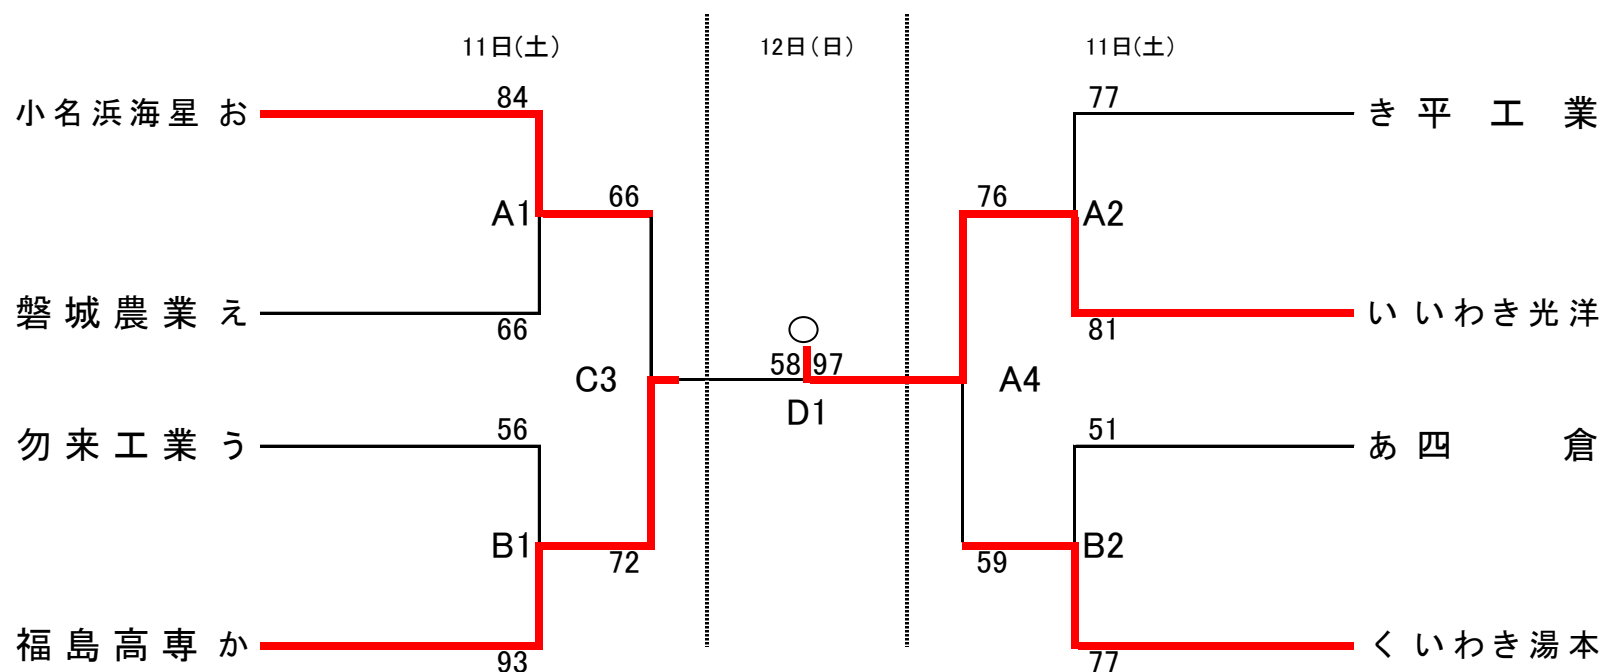 11日(土) 12日(日) 11日(土)
84 77
小名浜海星 お き 平工業
66 76
A1 A2
磐城農業 え い いわき光洋
66 81
58 97
C3 A4
D1
56 51
勿来工業 う あ 四倉
B1 B2
72 59
福島高専 か く いわき湯本
93 77